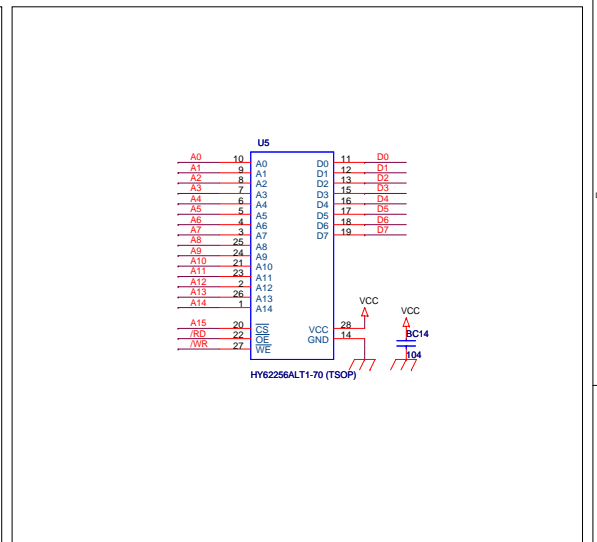 U5
A0 10 A0 D0 11 D0
A1 9 A1 D1 12 D1
A2 8 A2 D2 13 D2
A3 7 A3 D3 15 D3
A4 6 A4 D4 16 D4
A5 5 A5 D5 17 D5
A6 4 A6 D6 18 D6
A7 3 A7 D7 19 D7
A8 25 A8
A9 24 A9
A10 21 A10
A11 23 A11
A12 2 A12
A13 26 A13
A14 1 A14
VCC
VCC
A15 20 CS VCC 28
/RD 22 OE GND 14
/WR 27 WE
BC14
104
HY62256ALT1-70 (TSOP)